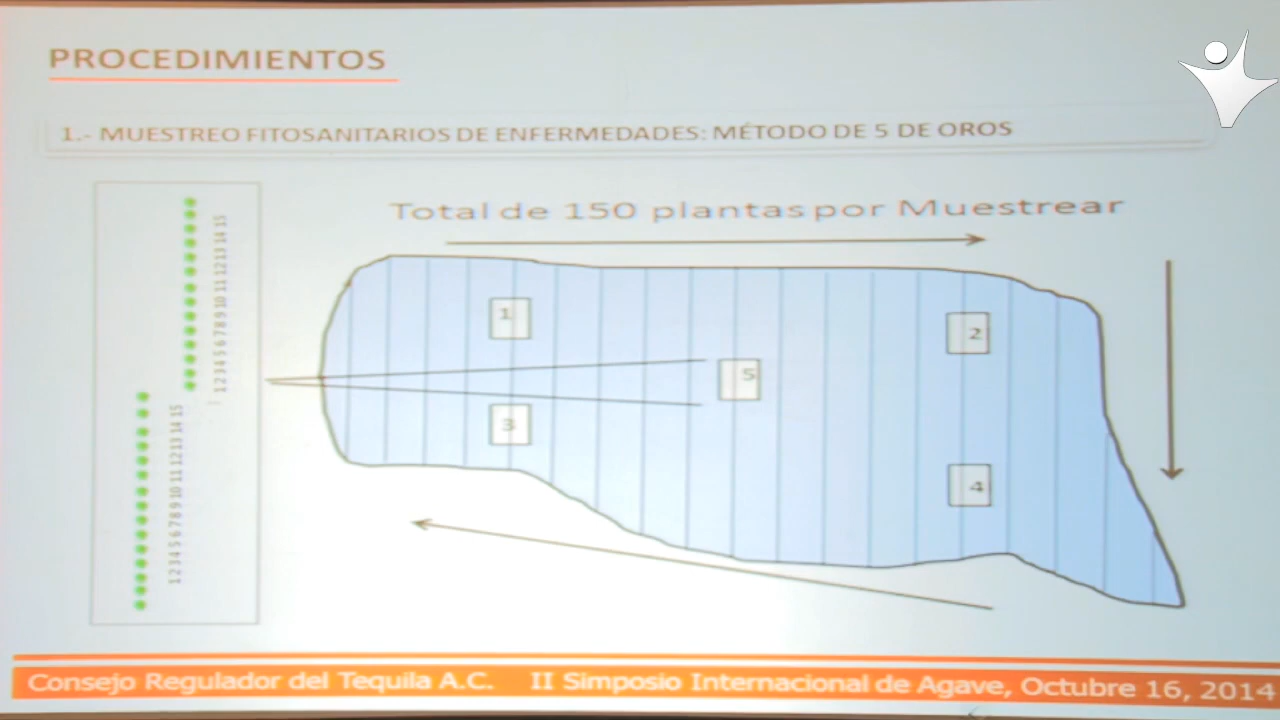 PROCEDIMIENTOS
1.- MUESTREO FITOSANITARIOS DE ENFERMEDADES: MÉTODO DE 5 DE OROS
Total de 150 plantas por Muestrear
1 2 3 4 5 6 7 8 9 10 11 12 13 14 15
1 2 3 4 5 6 7 8 9 10 11 12 13 14 15
1
2
5
3
4
Consejo Regulador del Tequila A.C. II Simposio Internacional de Agave, Octubre 16, 2014